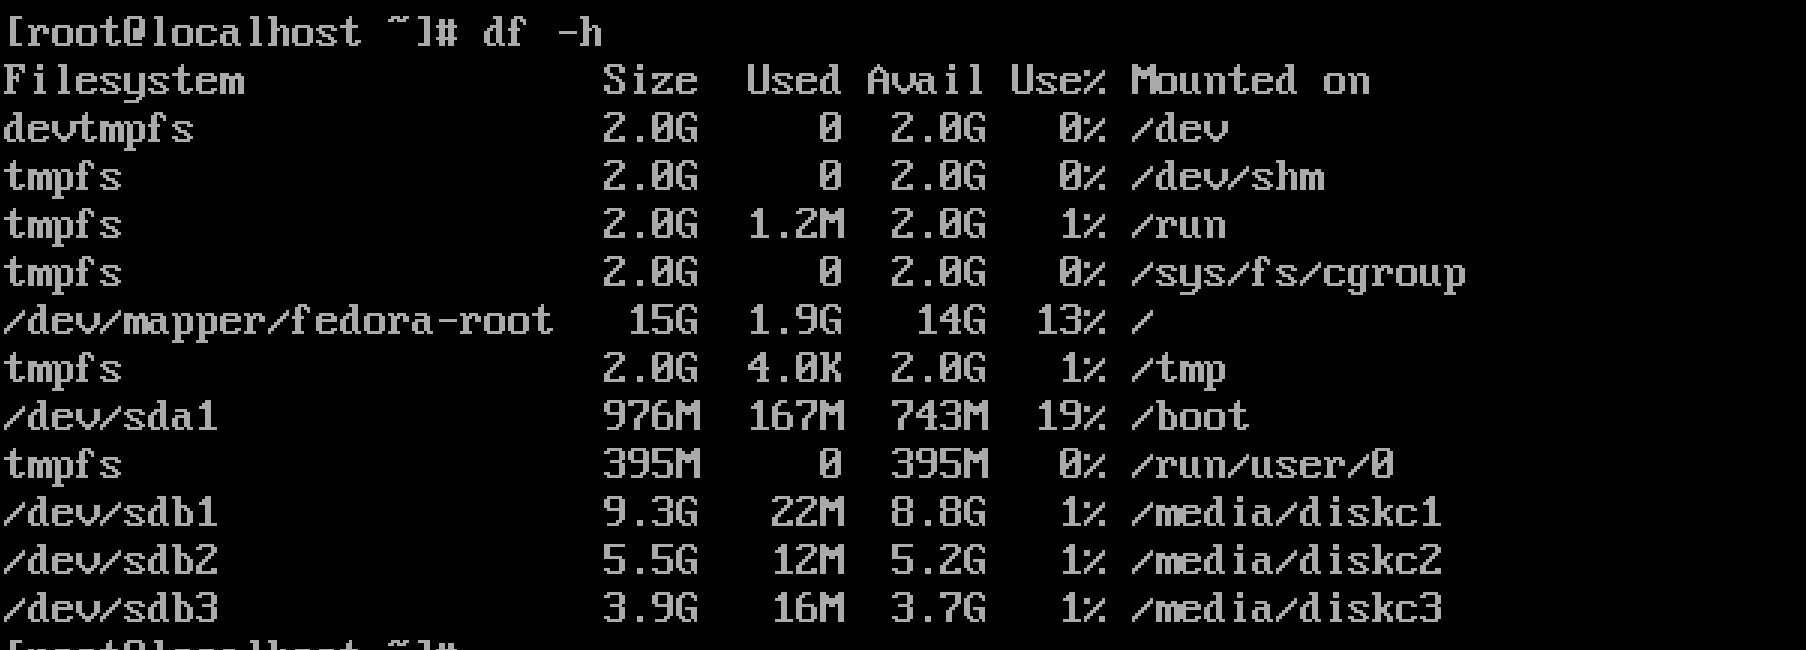 [root@localhost ~]# df -h
Filesystem               Size  Used Avail Use% Mounted on
devtmpfs                 2.0G     0  2.0G   0% /dev
tmpfs                    2.0G     0  2.0G   0% /dev/shm
tmpfs                    2.0G  1.2M  2.0G   1% /run
tmpfs                    2.0G     0  2.0G   0% /sys/fs/cgroup
/dev/mapper/fedora-root   15G  1.9G   14G  13% /
tmpfs                    2.0G  4.0K  2.0G   1% /tmp
/dev/sda1                976M  167M  743M  19% /boot
tmpfs                    395M     0  395M   0% /run/user/0
/dev/sdb1                9.3G   22M  8.8G   1% /media/diskc1
/dev/sdb2                5.5G   12M  5.2G   1% /media/diskc2
/dev/sdb3                3.9G   16M  3.7G   1% /media/diskc3
[root@localhost ~]#